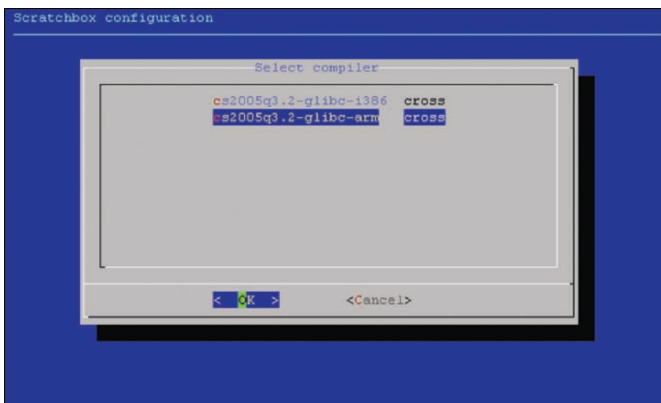 Scratchbox configuration
Select compiler
cs2005q3.2-glibc-i386 cross
cs2005q3.2-glibc-arm cross
< OK > <Cancel>